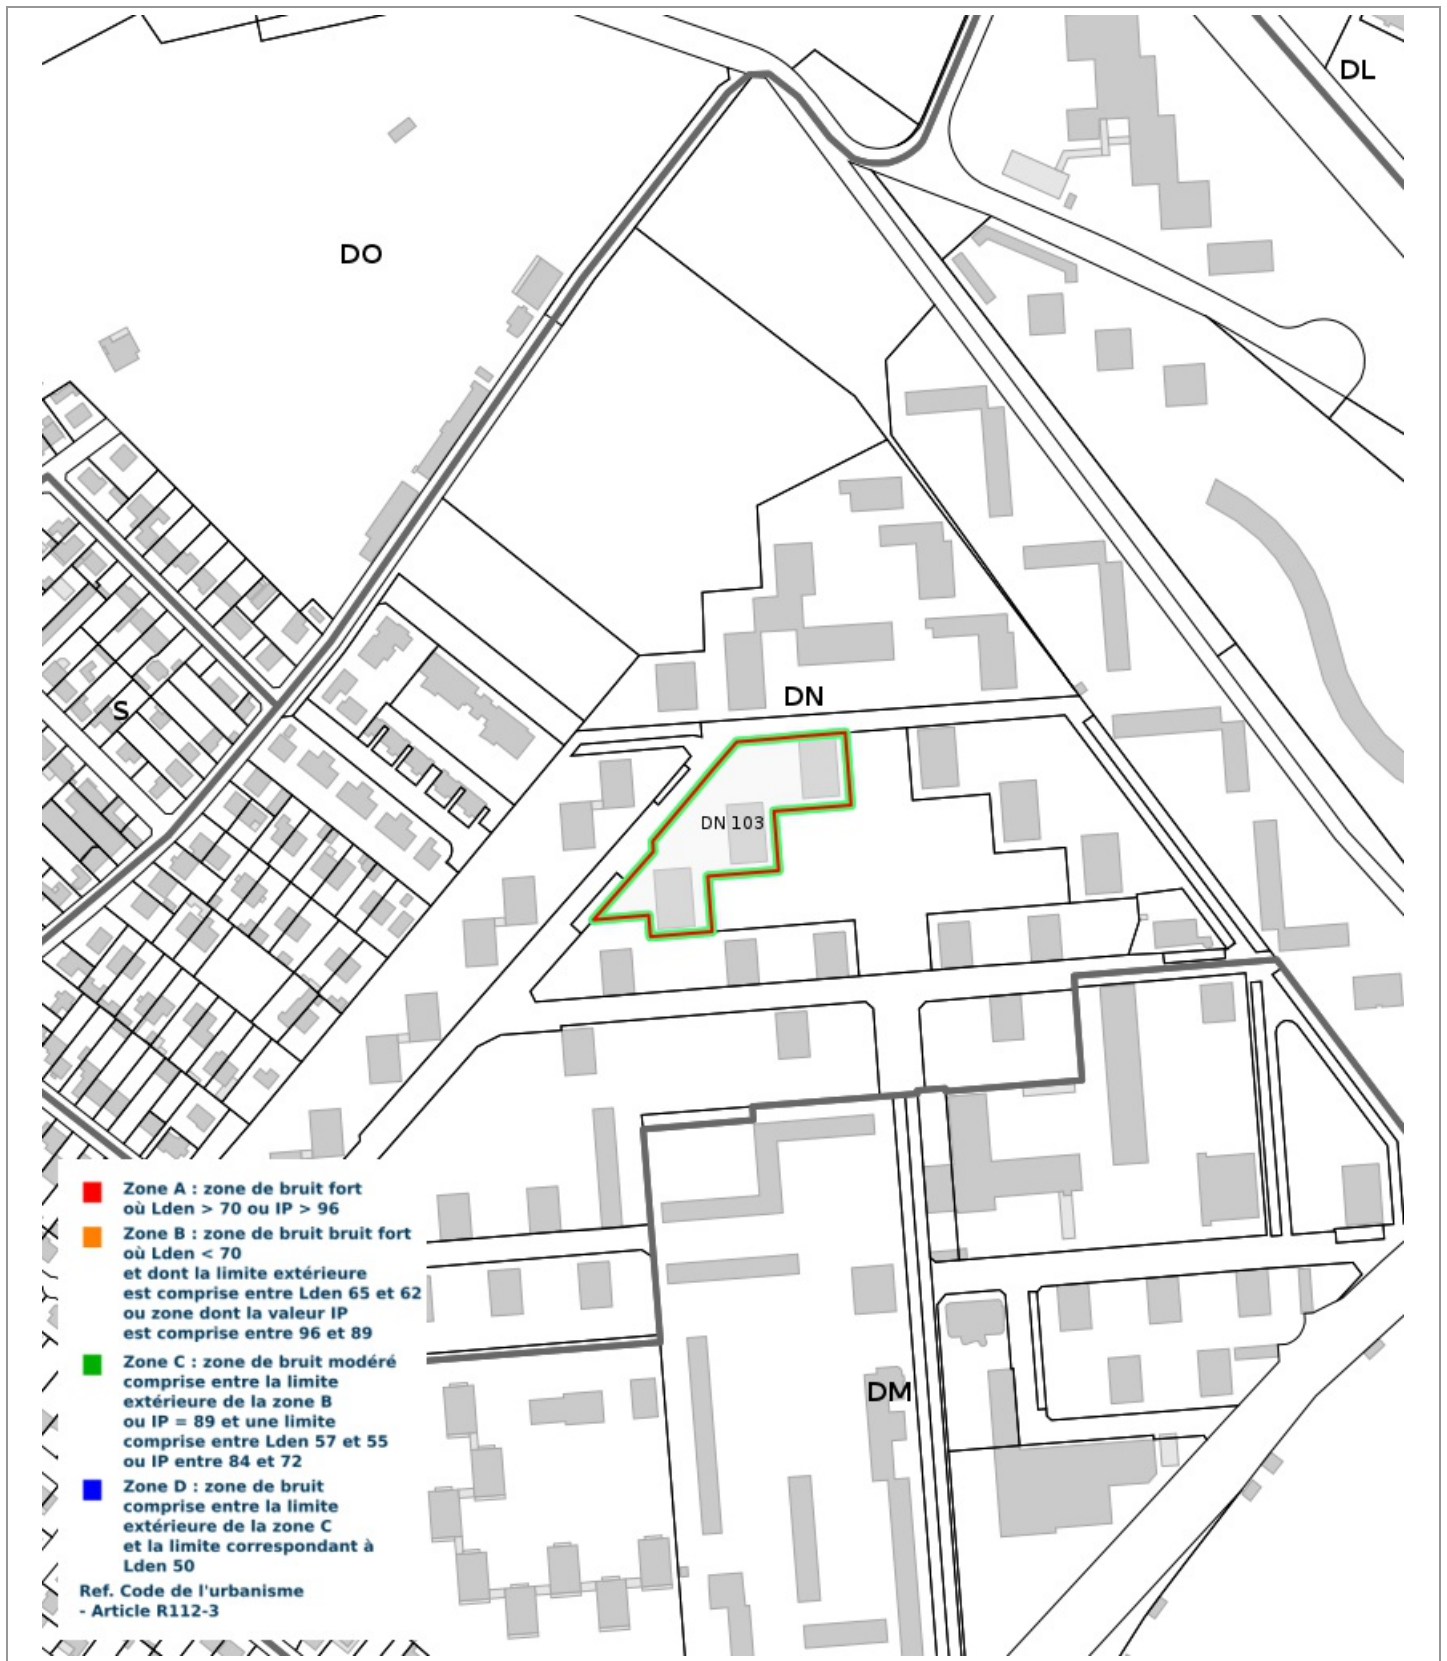 DL
DO
S
DN
DN 103
DM
Zone A : zone de bruit fort
où Lden > 70 ou IP > 96
Zone B : zone de bruit bruit fort
où Lden < 70
et dont la limite extérieure
est comprise entre Lden 65 et 62
ou zone dont la valeur IP
est comprise entre 96 et 89
Zone C : zone de bruit modéré
comprise entre la limite
extérieure de la zone B
ou IP = 89 et une limite
comprise entre Lden 57 et 55
ou IP entre 84 et 72
Zone D : zone de bruit
comprise entre la limite
extérieure de la zone C
et la limite correspondant à
Lden 50
Ref. Code de l'urbanisme
- Article R112-3